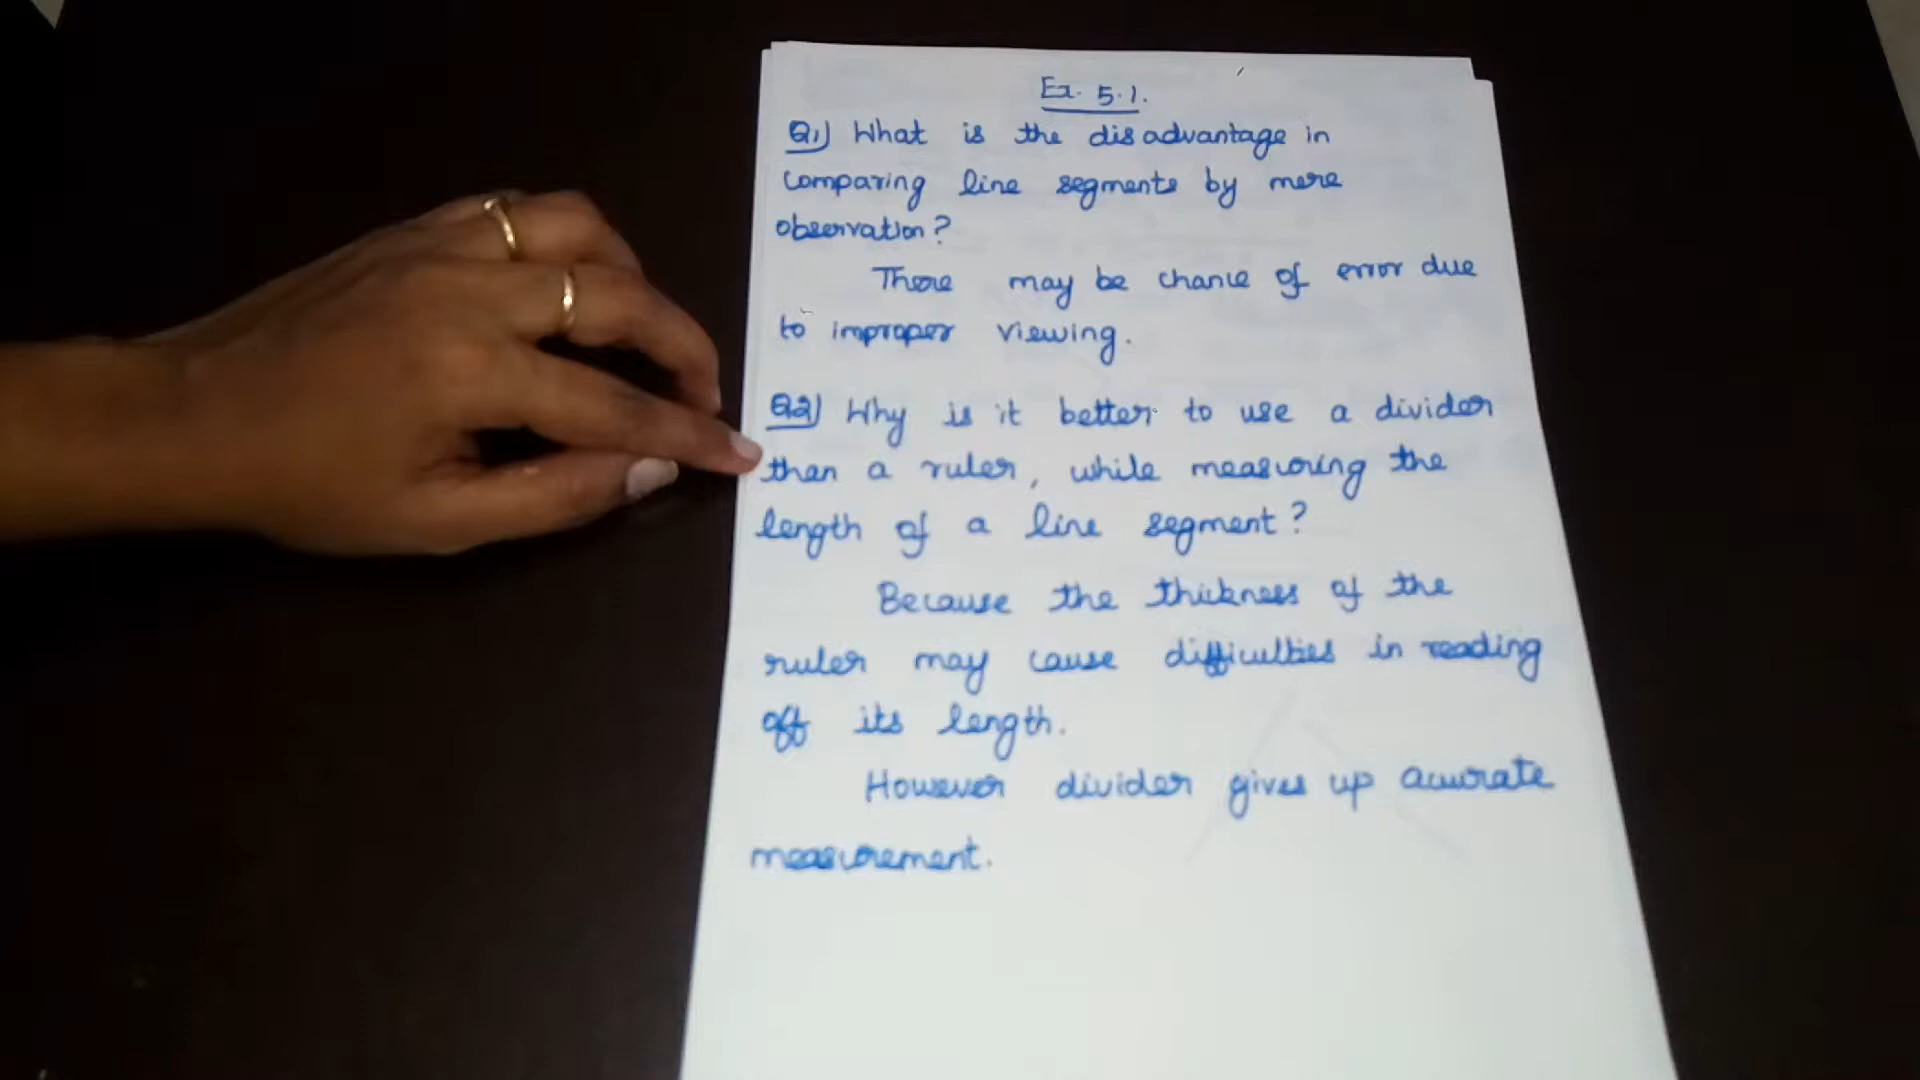 Ex. 5.1.
Q1) What is the disadvantage in
comparing line segments by mere
observation?
There may be chance of error due
to improper viewing.
Q2) Why is it better to use a divider
than a ruler, while measuring the
length of a line segment?
Because the thickness of the
ruler may cause difficulties in reading
off its length.
However divider gives up accurate
measurement.